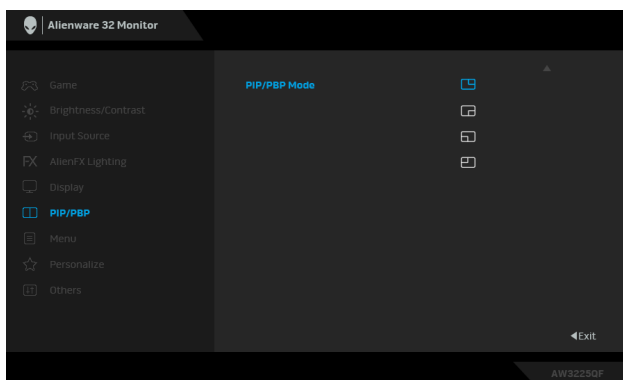 Alienware 32 Monitor
Game
PIP/PBP Mode
Brightness/Contrast
Input Source
FX AlienFX Lighting
Display
PIP/PBP
Menu
Personalize
Others
Exit
AW3225QF